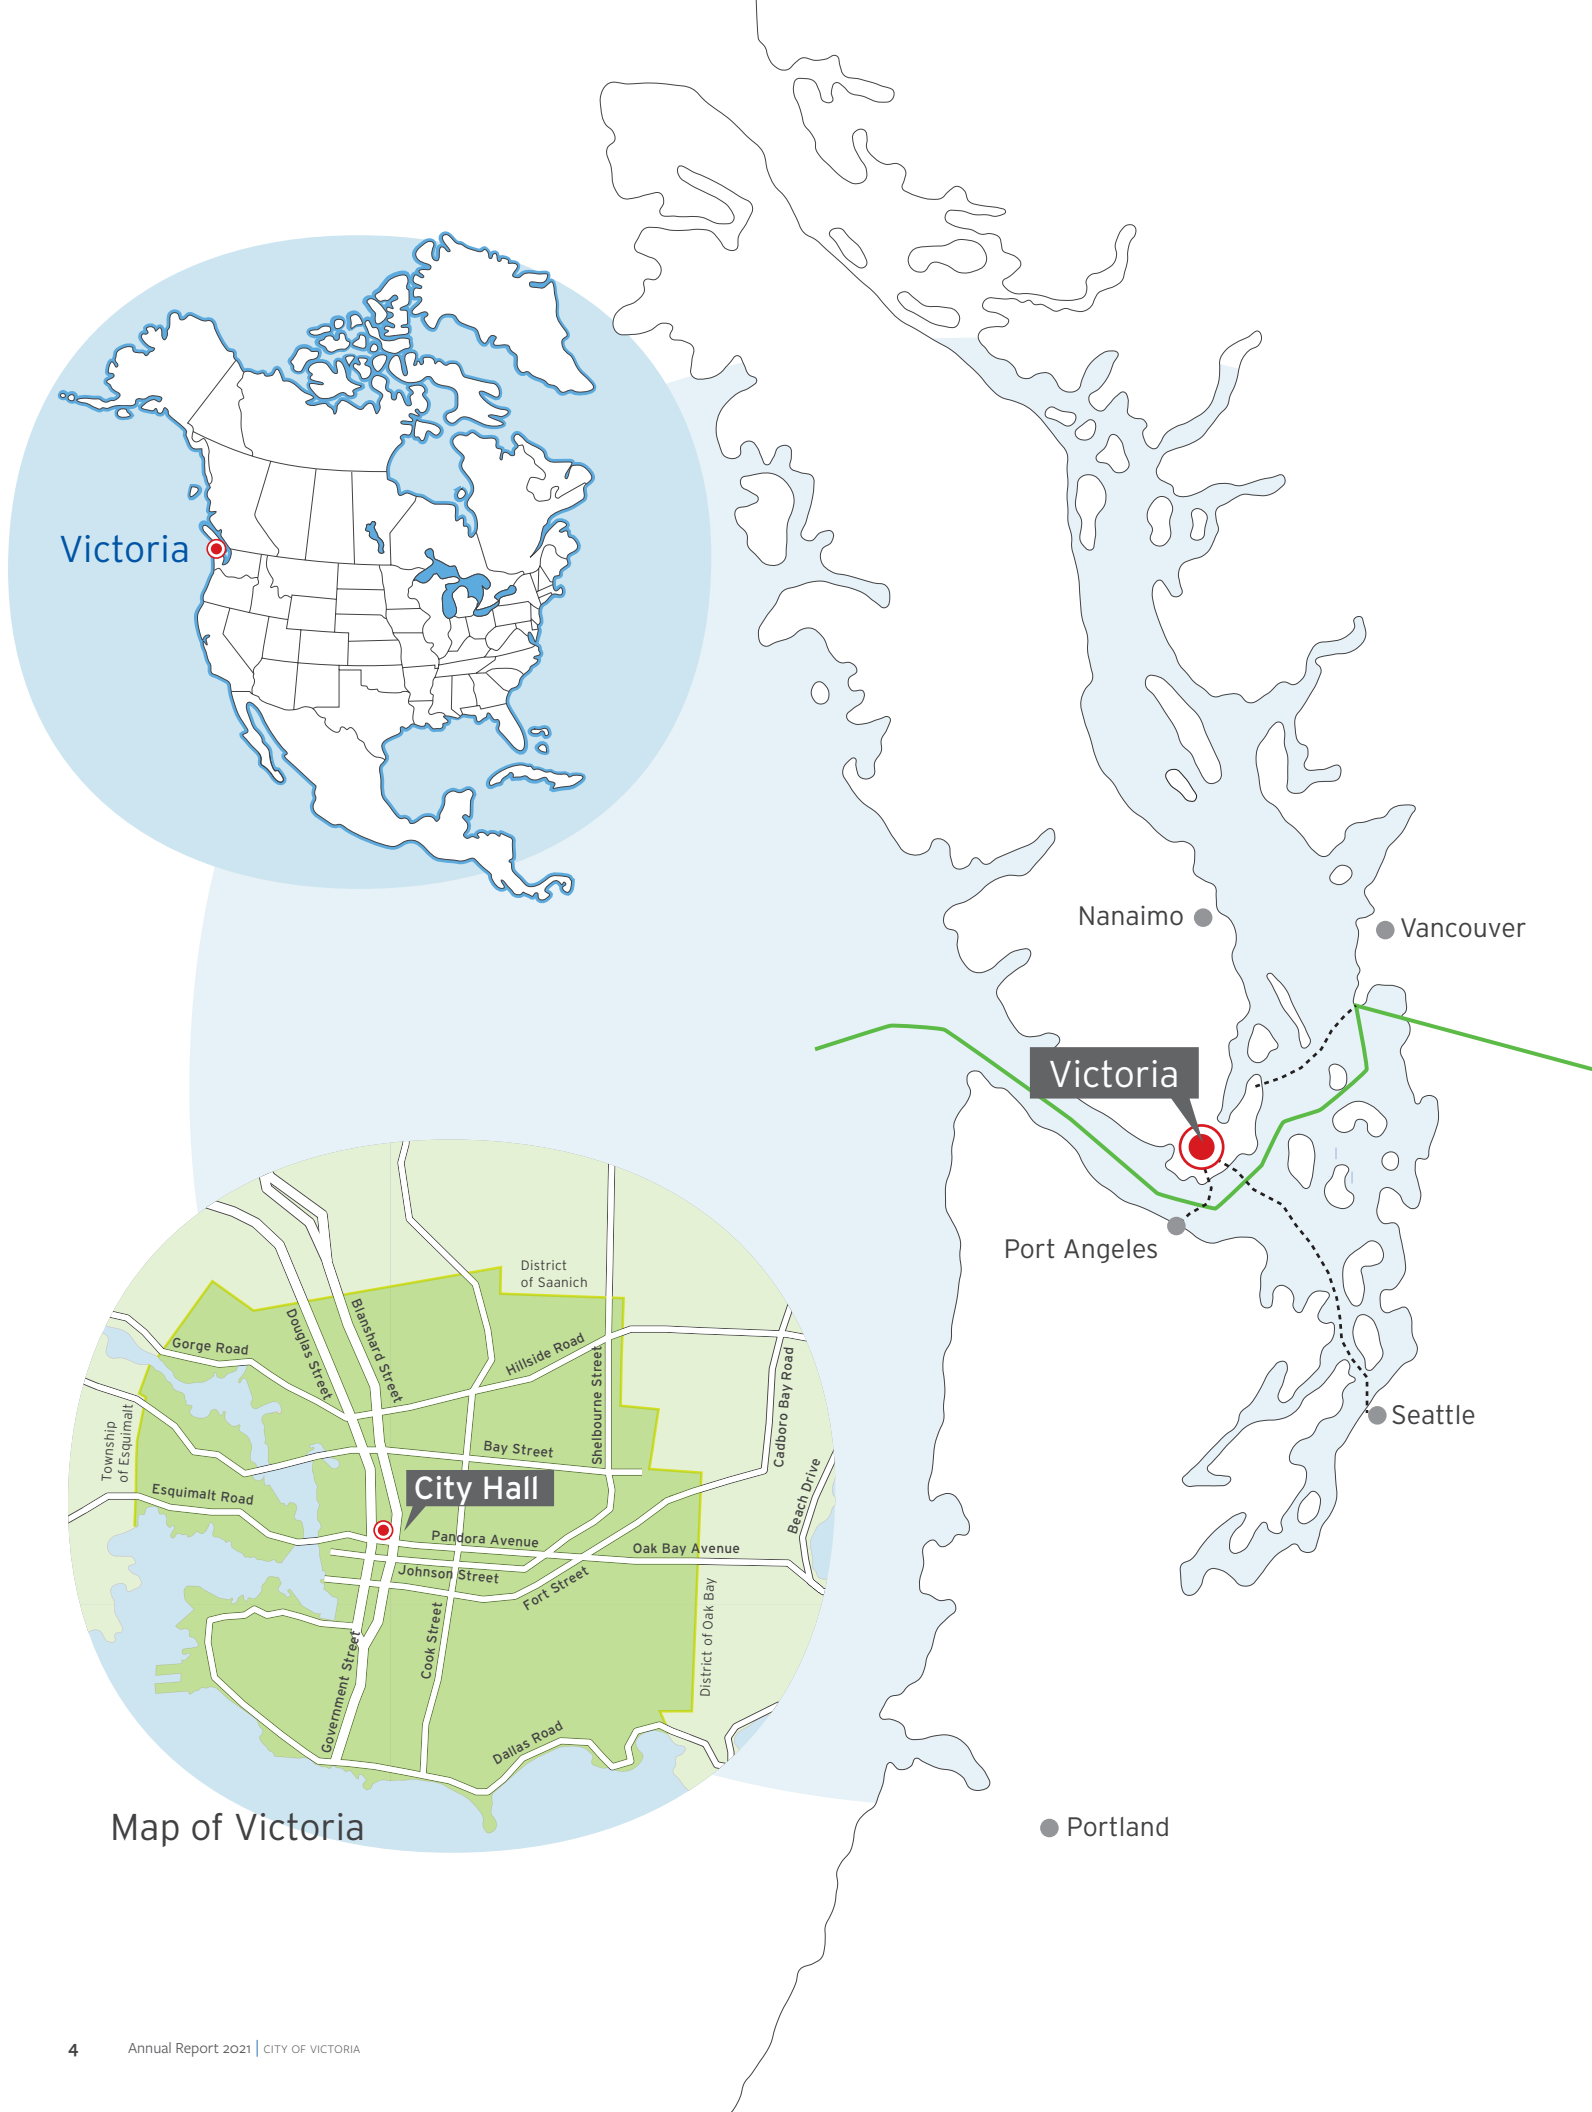 Victoria
Nanaimo
Vancouver
Victoria
Port Angeles
Seattle
Portland
District
of Saanich
Gorge Road
Douglas Street
Blanshard Street
Hillside Road
Shelbourne Street
Cadboro Bay Road
Township
of Esquimalt
Bay Street
Beach Drive
Esquimalt Road
City Hall
Pandora Avenue
Oak Bay Avenue
Johnson Street
Fort Street
Cook Street
Government Street
District of Oak Bay
Dallas Road
Map of Victoria
4 Annual Report 2021 | CITY OF VICTORIA